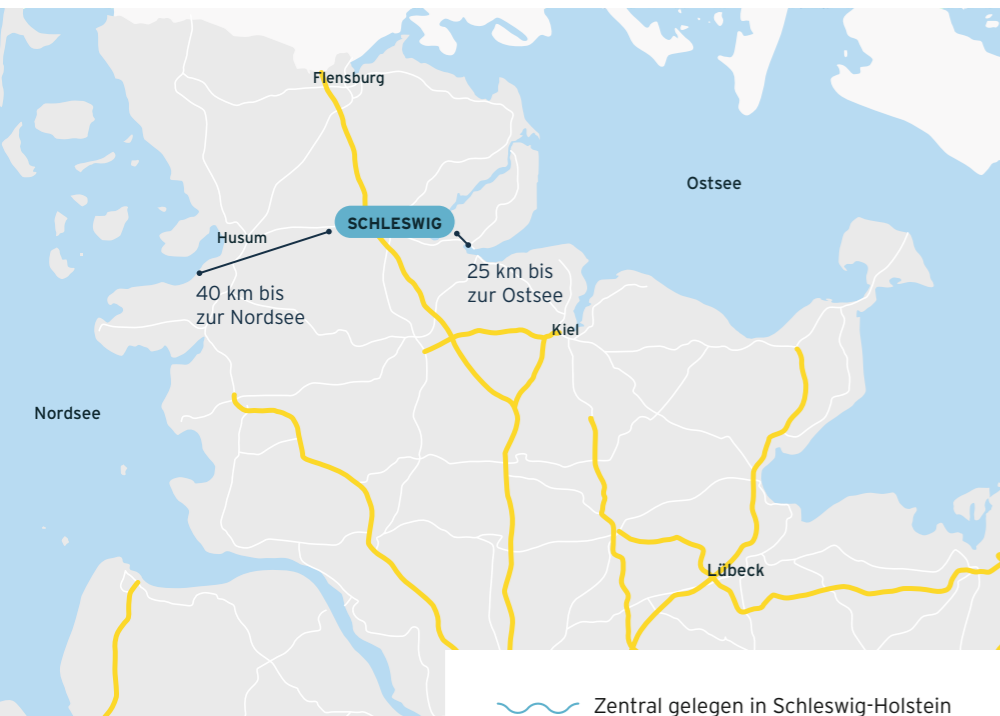 Flensburg
Ostsee
SCHLESWIG
Husum
25 km bis
zur Ostsee
40 km bis
zur Nordsee
Kiel
Nordsee
Lübeck
Zentral gelegen in Schleswig-Holstein